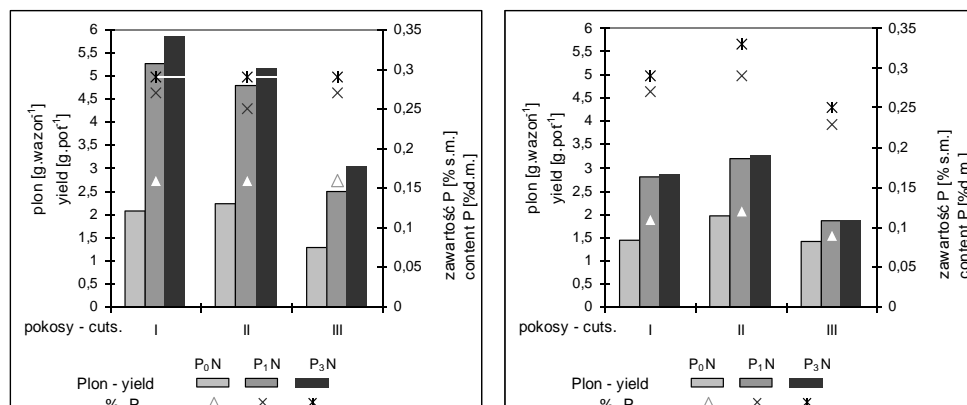 plon [g.wazoń¹]
yield [g.pot⁻¹]
6
5,5
5
4,5
4
3,5
3
2,5
2
1,5
1
0,5
0
0,35
0,3
0,25
0,2
0,15
0,1
0,05
0
zawartość P [% s.m.]
content P [%d.m.]
pokosy - cuts. I II III
P₀N P₁N P₃N
Plon - yield
% P
plon [g.wazoń¹]
yield [g.pot⁻¹]
6
5,5
5
4,5
4
3,5
3
2,5
2
1,5
1
0,5
0
0,35
0,3
0,25
0,2
0,15
0,1
0,05
0
zawartość P [% s.m.]
content P [%d.m.]
pokosy - cuts. I II III
P₀N P₁N P₃N
Plon - yield
% P